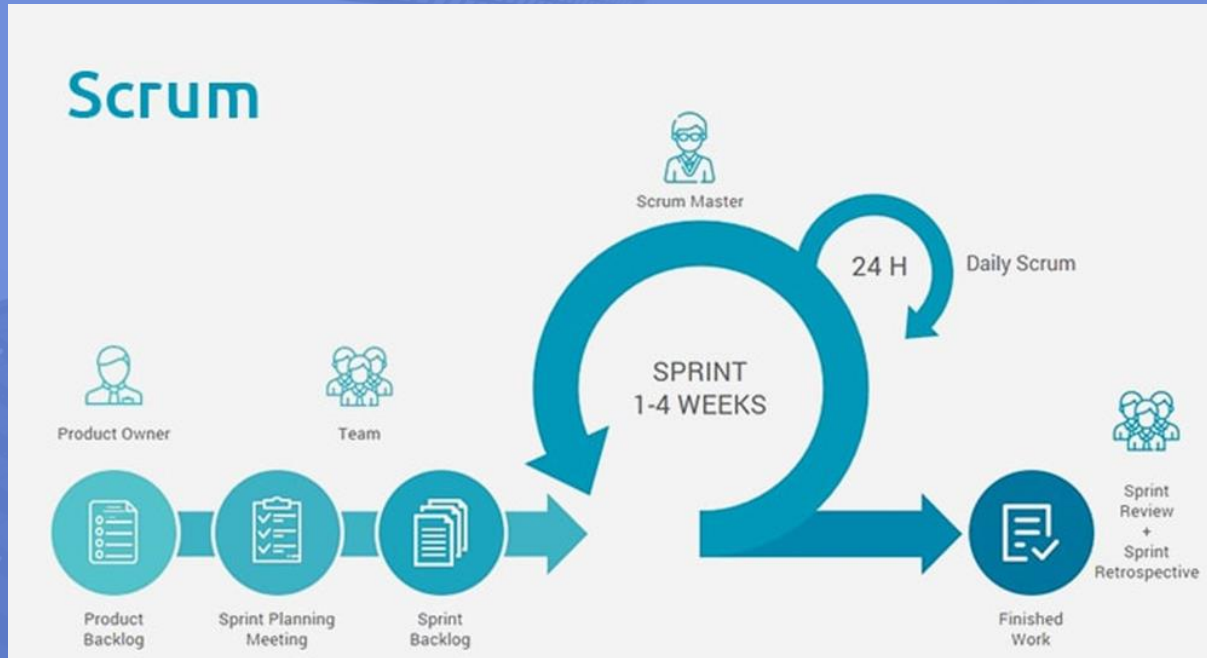 Scrum
Scrum Master
24 H
Daily Scrum
SPRINT
1-4 WEEKS
Product Owner
Team
Sprint
Review
+
Sprint
Retrospective
Product
Backlog
Sprint Planning
Meeting
Sprint
Backlog
Finished
Work